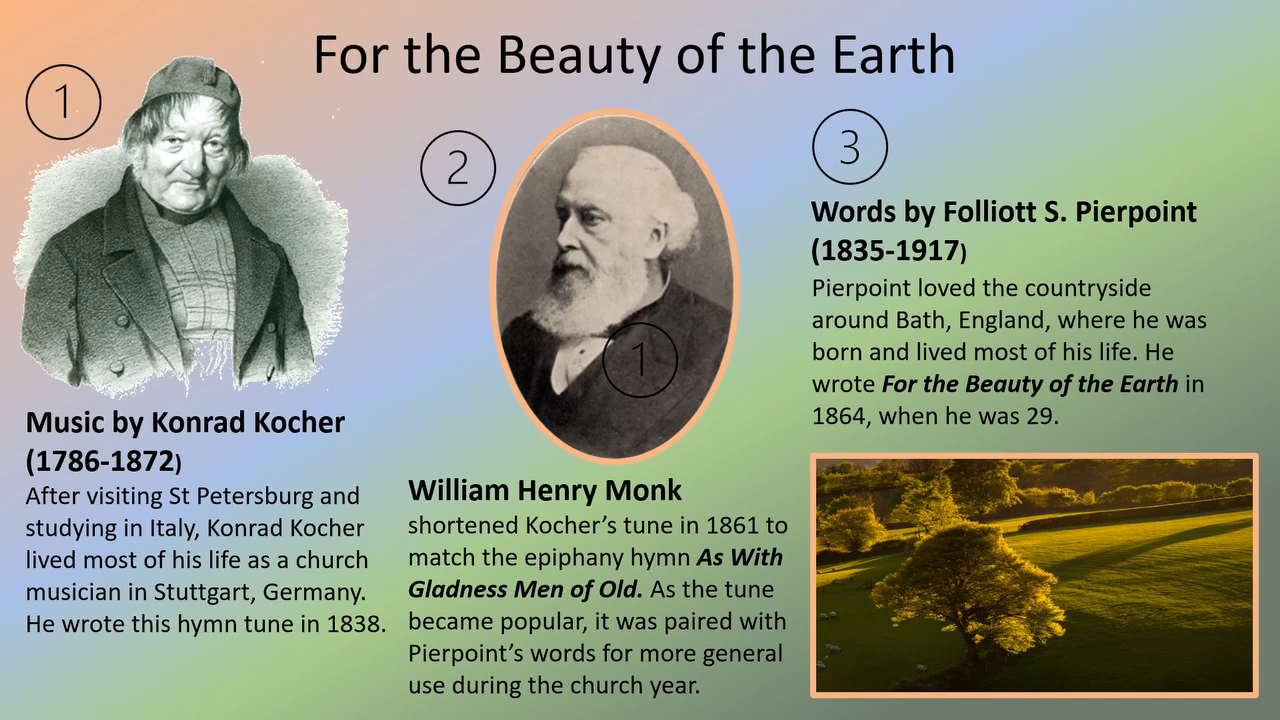 For the Beauty of the Earth
1
Music by Konrad Kocher
(1786-1872)
After visiting St Petersburg and
studying in Italy, Konrad Kocher
lived most of his life as a church
musician in Stuttgart, Germany.
He wrote this hymn tune in 1838.
2
1
William Henry Monk
shortened Kocher’s tune in 1861 to
match the epiphany hymn As With
Gladness Men of Old. As the tune
became popular, it was paired with
Pierpoint’s words for more general
use during the church year.
3
Words by Folliott S. Pierpoint
(1835-1917)
Pierpoint loved the countryside
around Bath, England, where he was
born and lived most of his life. He
wrote For the Beauty of the Earth in
1864, when he was 29.